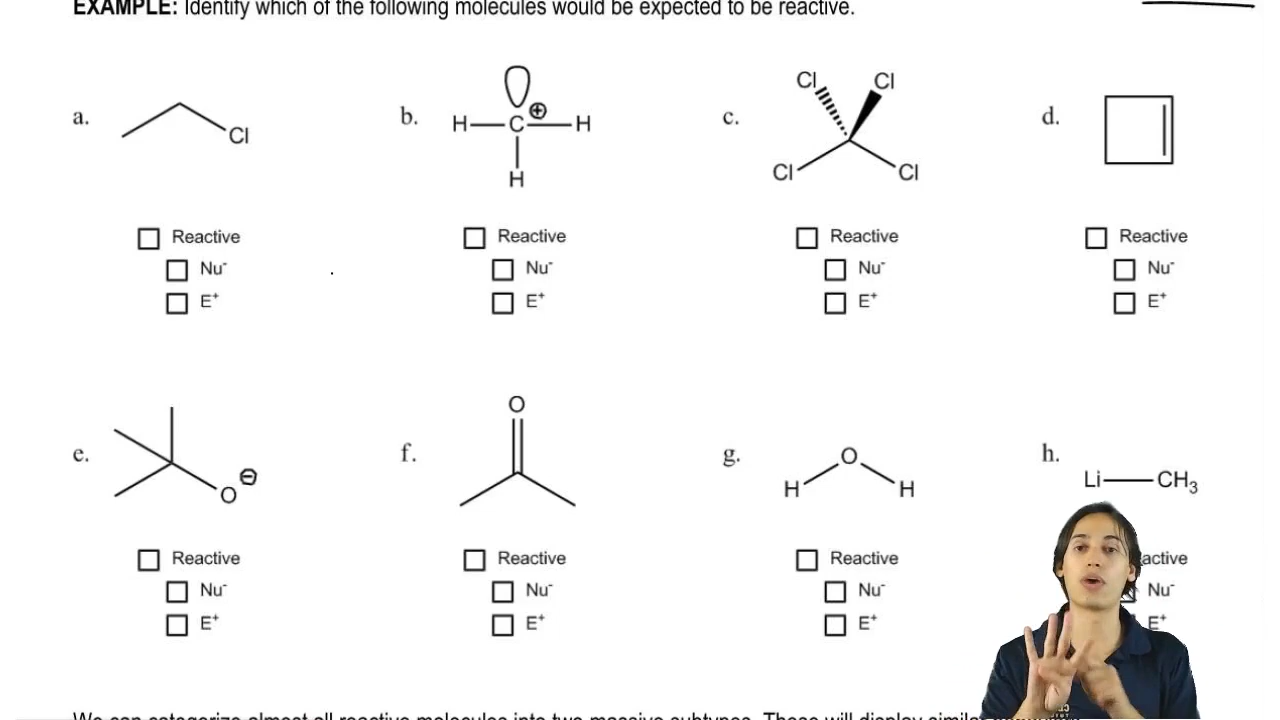 EXAMPLE: Identify which of the following molecules would be expected to be reactive.
a. Cl
b. H C ⊕ H H
c. Cl Cl Cl Cl
d.
Reactive Reactive Reactive Reactive
Nu⁻ Nu⁻ Nu⁻ Nu⁻
E⁺ E⁺ E⁺ E⁺
e. O ⊖
f. O
g. H O H
h. Li CH₃
Reactive Reactive Reactive active
Nu⁻ Nu⁻ Nu⁻ Nu⁻
E⁺ E⁺ E⁺ E⁺
We can categorize almost all reactive molecules into two massive subtypes. These will display similar